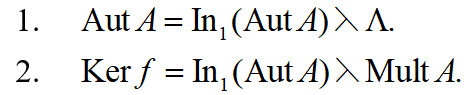 1. Aut A = In₁(Aut A)⋋Λ.
2. Ker f = In₁(Aut A)⋋Mult A.